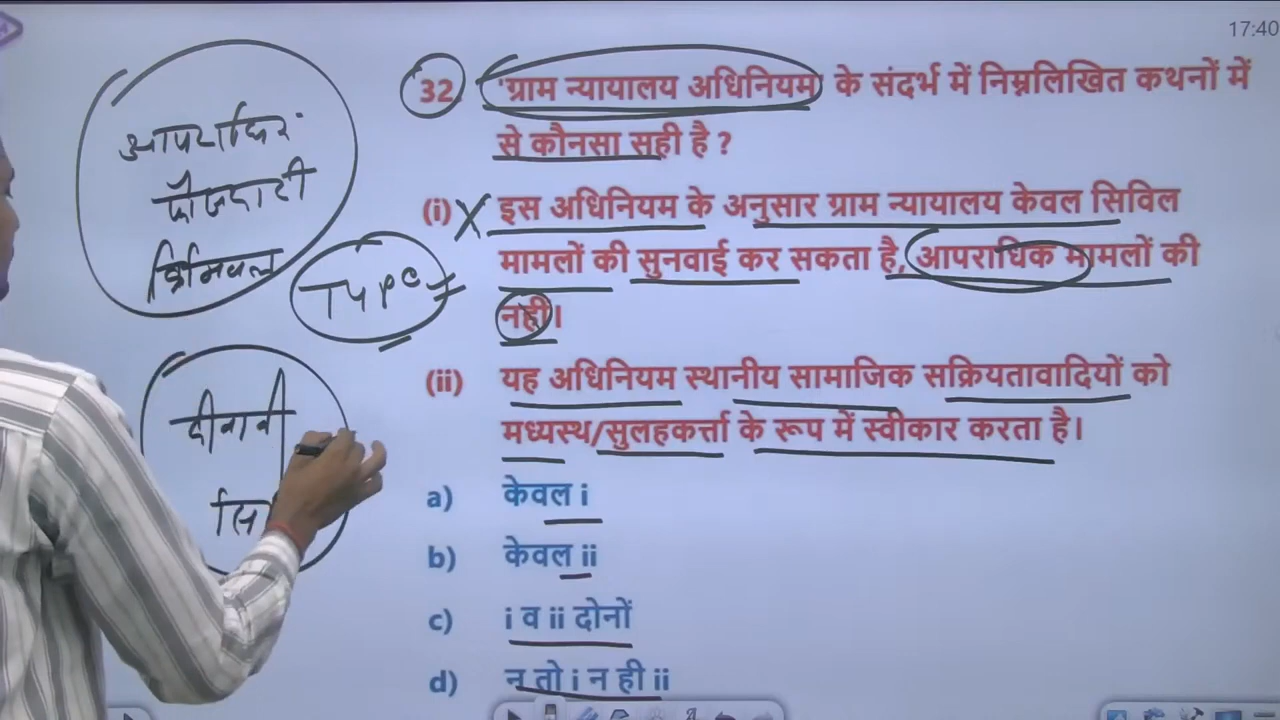 17:40
32 'ग्राम न्यायालय अधिनियम' के संदर्भ में निम्नलिखित कथनों में
से कौनसा सही है ?
(i) इस अधिनियम के अनुसार ग्राम न्यायालय केवल सिविल
मामलों की सुनवाई कर सकता है, आपराधिक मामलों की
नही।
(ii) यह अधिनियम स्थानीय सामाजिक सक्रियतावादियों को
मध्यस्थ/सुलहकर्त्ता के रूप में स्वीकार करता है।
a) केवल i
b) केवल ii
c) i व ii दोनों
d) न तो i न ही ii
फौजदारी
Type
दीवानी
सि